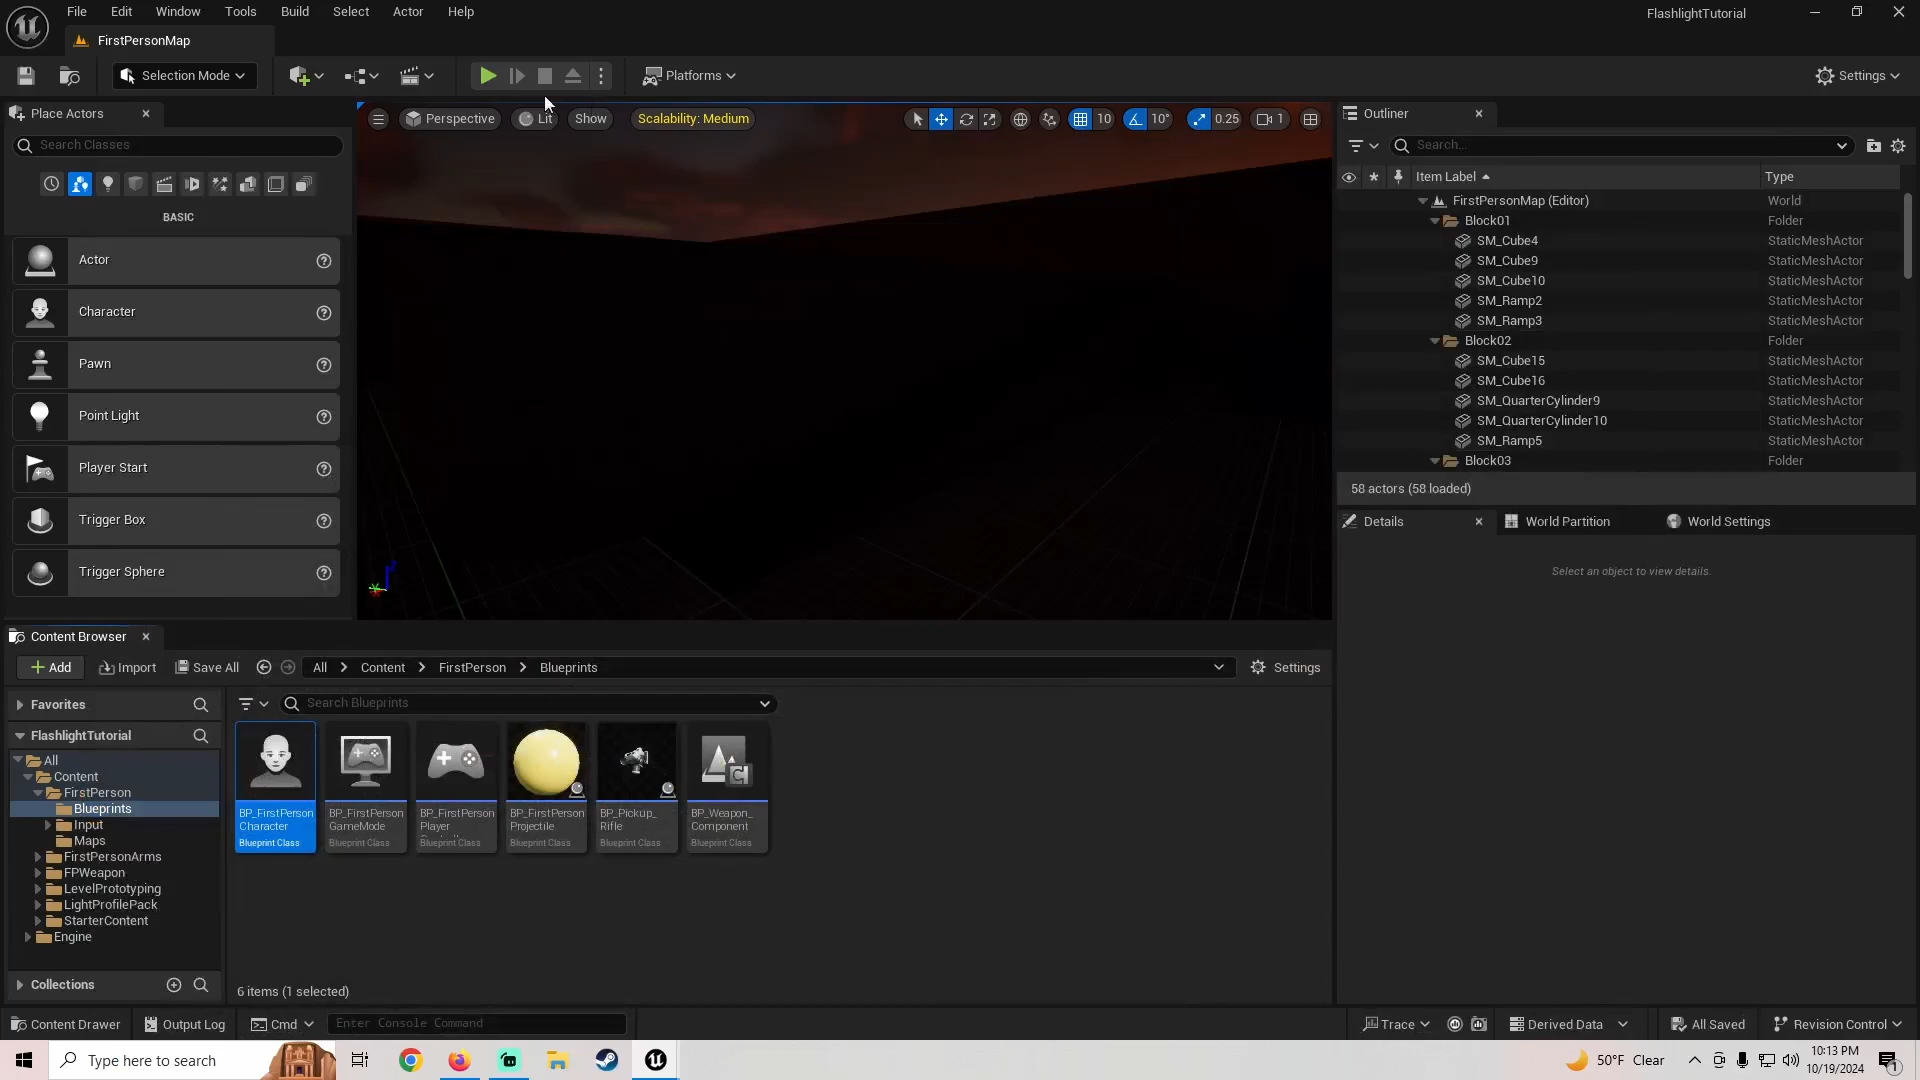 File Edit Window Tools Build Select Actor Help
FlashlightTutorial
FirstPersonMap
Selection Mode
Platforms
Settings
Place Actors
Search Classes
BASIC
Actor
Character
Pawn
Point Light
Player Start
Trigger Box
Trigger Sphere
Perspective Lit Show Scalability: Medium 10 10° 0.25 1
Outliner
Search...
Item Label Type
FirstPersonMap (Editor) World
Block01 Folder
SM_Cube4 StaticMeshActor
SM_Cube9 StaticMeshActor
SM_Cube10 StaticMeshActor
SM_Ramp2 StaticMeshActor
SM_Ramp3 StaticMeshActor
Block02 Folder
SM_Cube15 StaticMeshActor
SM_Cube16 StaticMeshActor
SM_QuarterCylinder9 StaticMeshActor
SM_QuarterCylinder10 StaticMeshActor
SM_Ramp5 StaticMeshActor
Block03 Folder
58 actors (58 loaded)
Details World Partition World Settings
Select an object to view details.
Content Browser
Add Import Save All All Content FirstPerson Blueprints Settings
Favorites
FlashlightTutorial
All
Content
FirstPerson
Blueprints
Input
Maps
FirstPersonArms
FPWeapon
LevelPrototyping
LightProfilePack
StarterContent
Engine
Collections
Search Blueprints
BP_FirstPerson
Character
Blueprint Class
BP_FirstPerson
GameMode
Blueprint Class
BP_FirstPerson
Player
Blueprint Class
BP_FirstPerson
Projectile
Blueprint Class
BP_Pickup_
Rifle
Blueprint Class
BP_Weapon_
Component
Blueprint Class
6 items (1 selected)
Content Drawer Output Log Cmd Enter Console Command Trace Derived Data All Saved Revision Control
Type here to search
50°F Clear
10:13 PM
10/19/2024
1